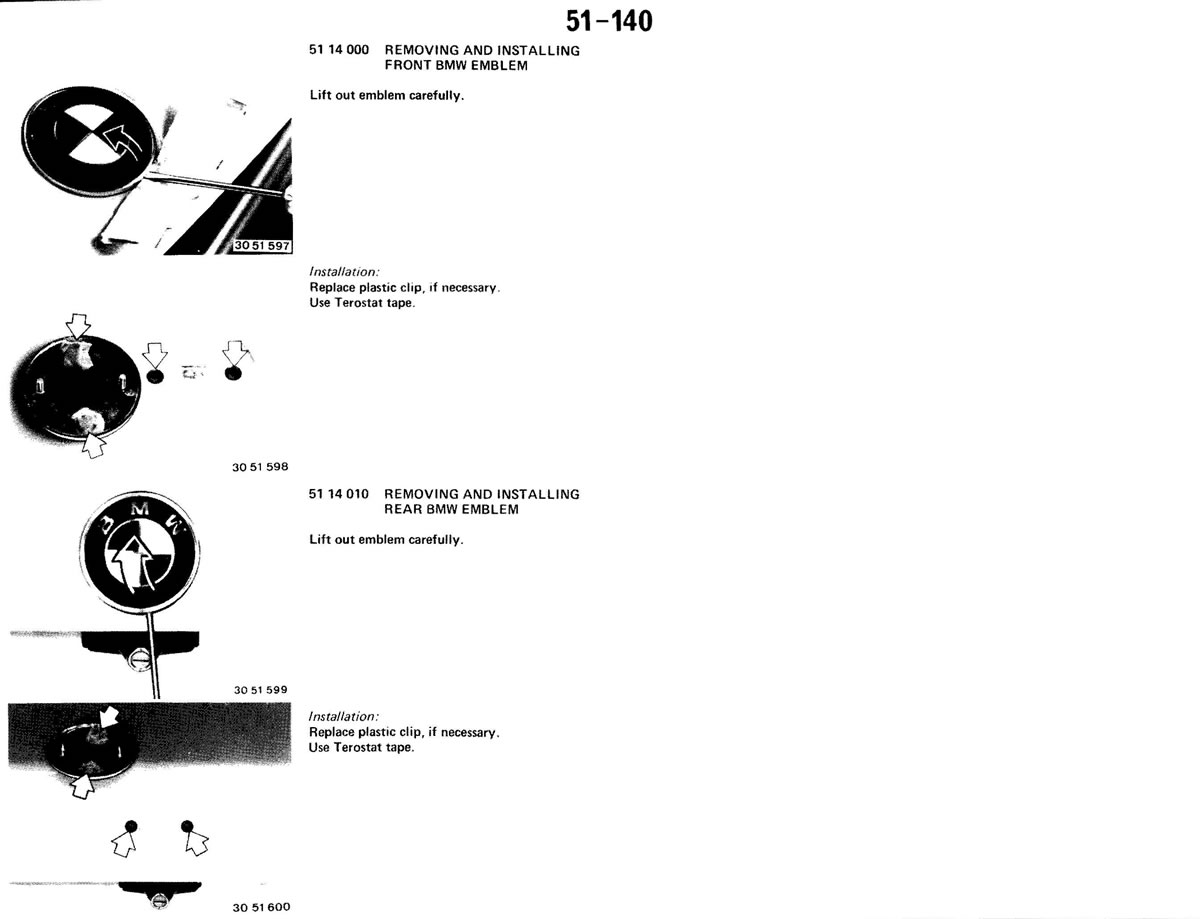 51-140
51 14 000 REMOVING AND INSTALLING
FRONT BMW EMBLEM
Lift out emblem carefully.
30 51 597
Installation:
Replace plastic clip, if necessary.
Use Terostat tape.
30 51 598
51 14 010 REMOVING AND INSTALLING
REAR BMW EMBLEM
BMW
Lift out emblem carefully.
30 51 599
Installation:
Replace plastic clip, if necessary.
Use Terostat tape.
30 51 600